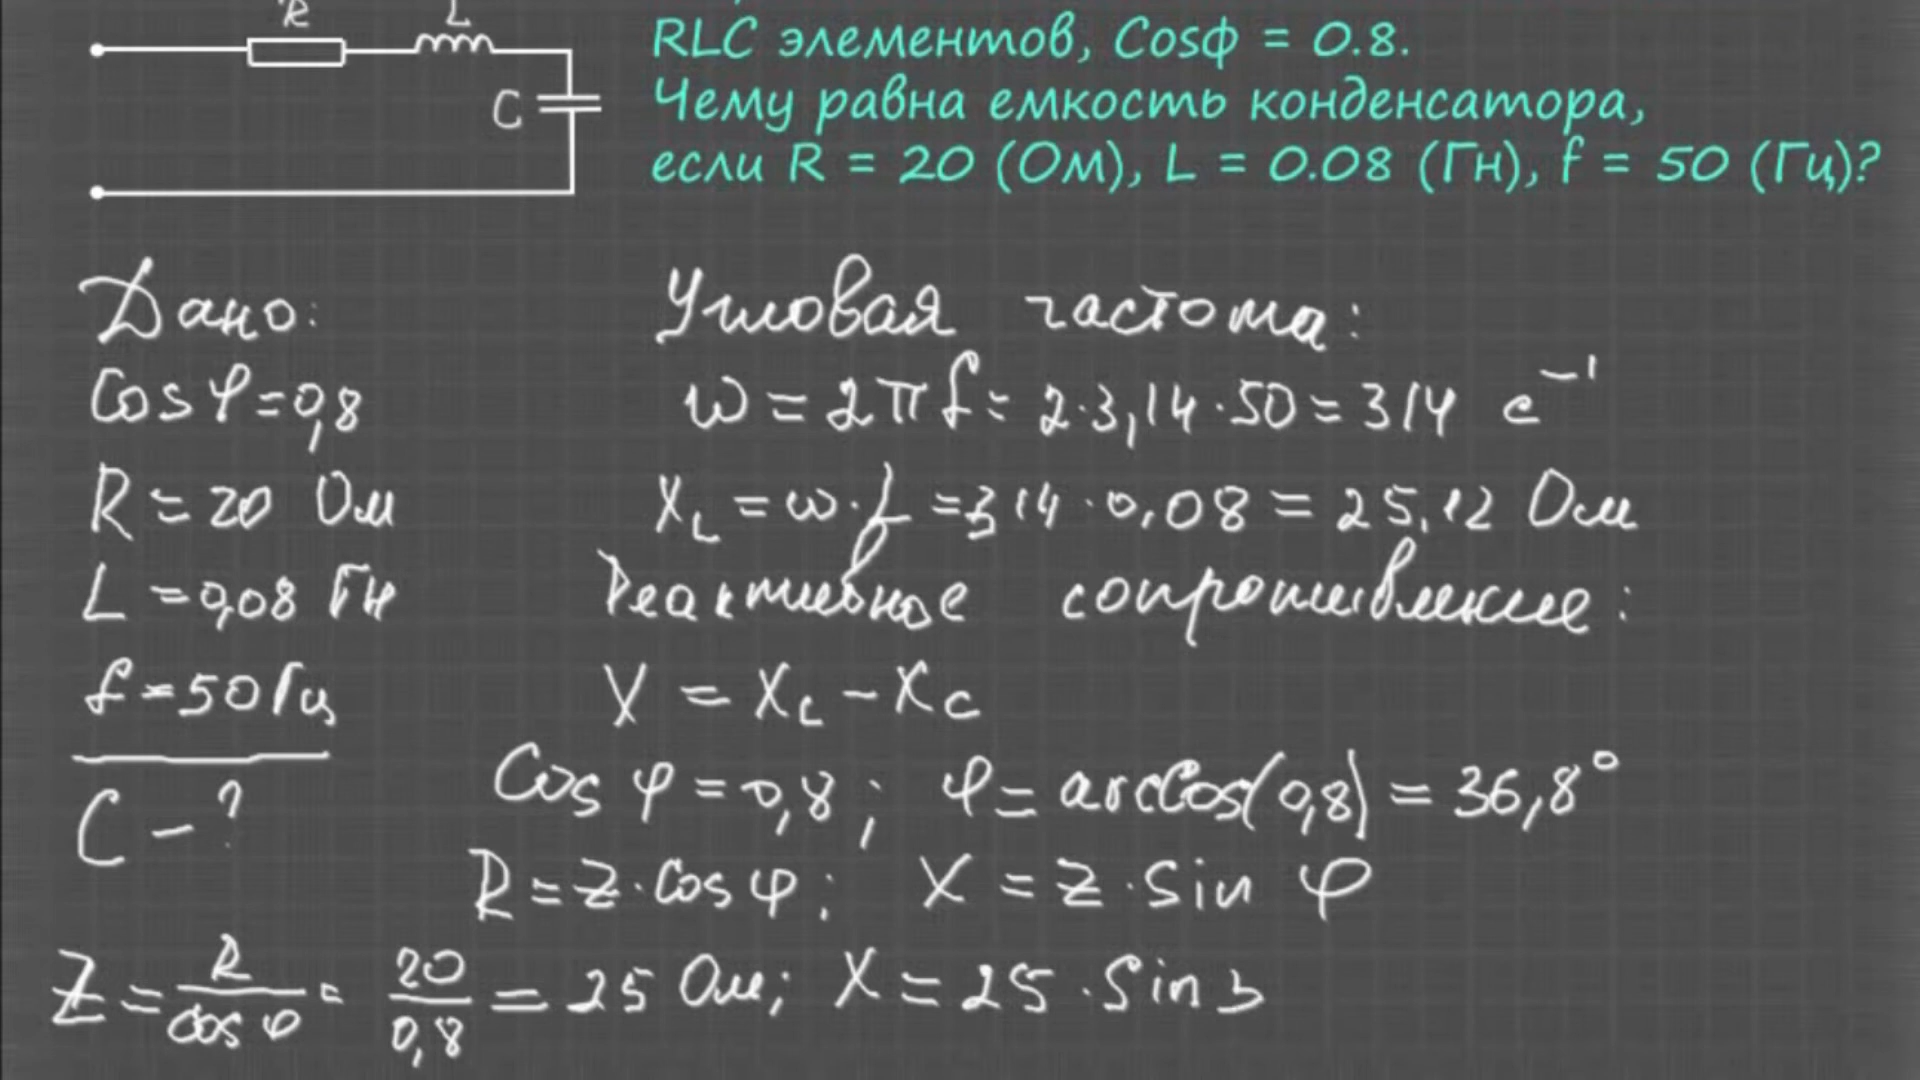 R L
C
RLC элементов, Cosφ = 0.8.
Чему равна емкость конденсатора,
если R = 20 (Ом), L = 0.08 (Гн), f = 50 (Гц)?
Дано:
Cos φ = 0,8
R = 20 Ом
L = 0,08 Гн
f = 50 Гц
C - ?
Угловая частота:
ω = 2πf = 2·3,14·50 = 314 c⁻¹
X_L = ω·L = 314·0,08 = 25,12 Ом
Реактивное сопротивление:
X = X_L - X_C
Cos φ = 0,8; φ = arcCos(0,8) = 36,8°
R = Z·Cos φ; X = Z·Sin φ
Z = R/cos φ = 20/0,8 = 25 Ом; X = 25·Sin 3